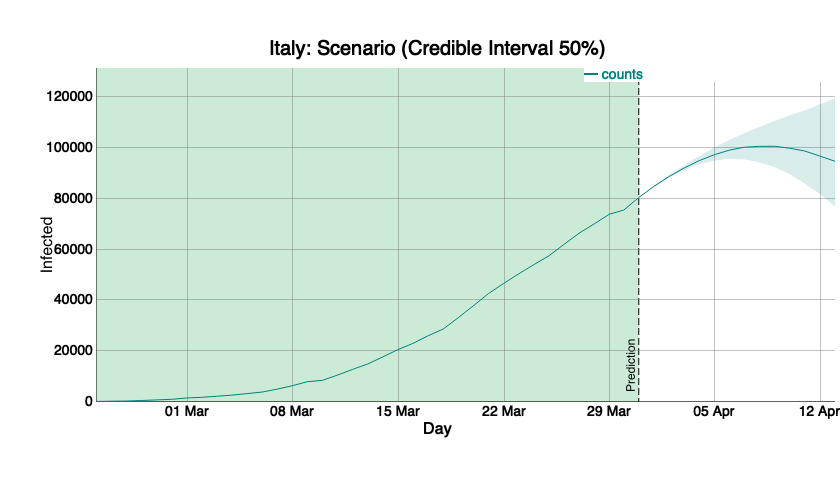 Italy: Scenario (Credible Interval 50%)
counts
120000
100000
80000
60000
40000
20000
0
Infected
Prediction
01 Mar
08 Mar
15 Mar
22 Mar
29 Mar
05 Apr
12 Apr
Day